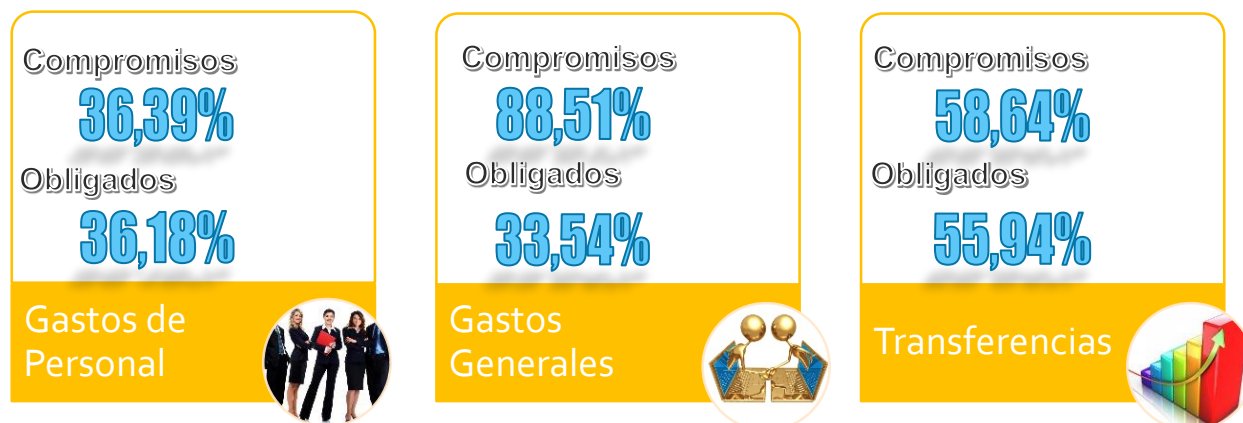 Compromisos
36,39%
Obligados
36,18%
Gastos de
Personal
Compromisos
88,51%
Obligados
33,54%
Gastos
Generales
Compromisos
58,64%
Obligados
55,94%
Transferencias